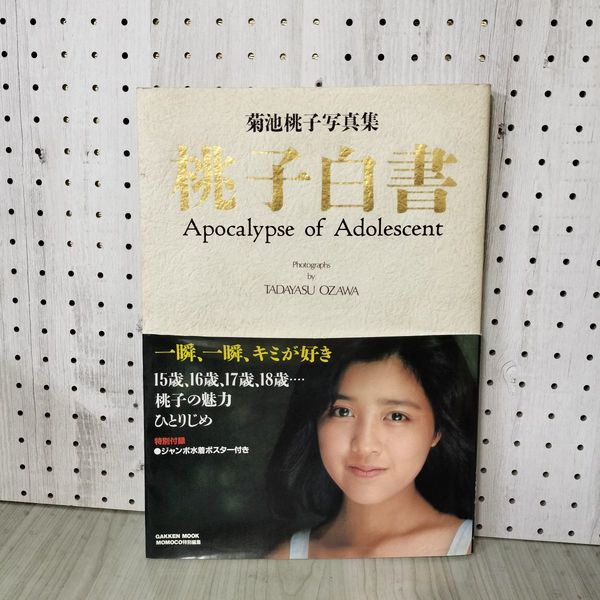 菊池桃子写真集
桃子白書
Apocalypse of Adolescent
Photographs
by
TADAYASU OZAWA
一瞬、一瞬、キミが好き
15歳、16歳、17歳、18歳‥‥
桃子の魅力
ひとりじめ
特別付録
●ジャンボ水着ポスター付き
GAKKEN MOOK
MOMOCO特別編集